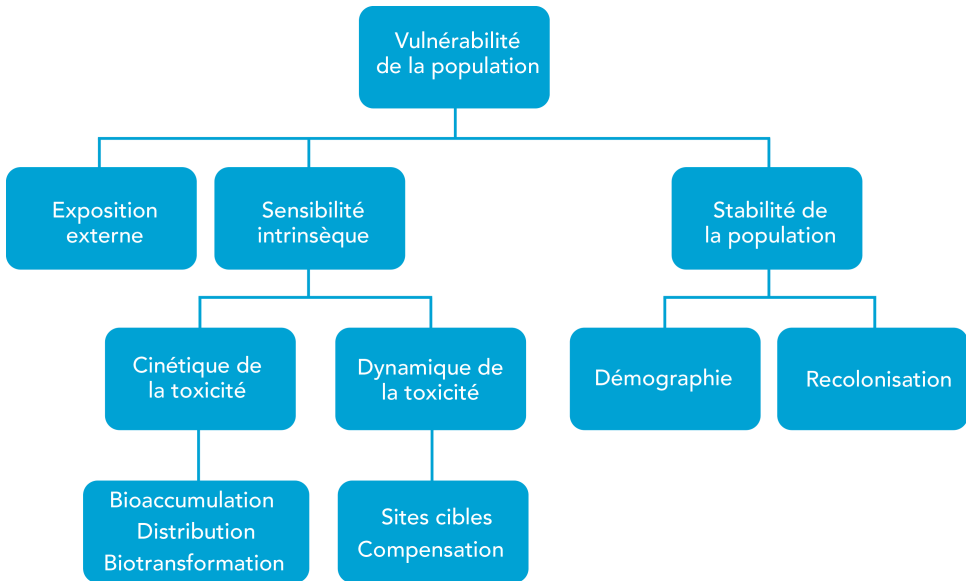 Vulnérabilité
de la population
Exposition
externe
Sensibilité
intrinsèque
Stabilité de
la population
Cinétique de
la toxicité
Dynamique de
la toxicité
Démographie
Recolonisation
Bioaccumulation
Distribution
Biotransformation
Sites cibles
Compensation